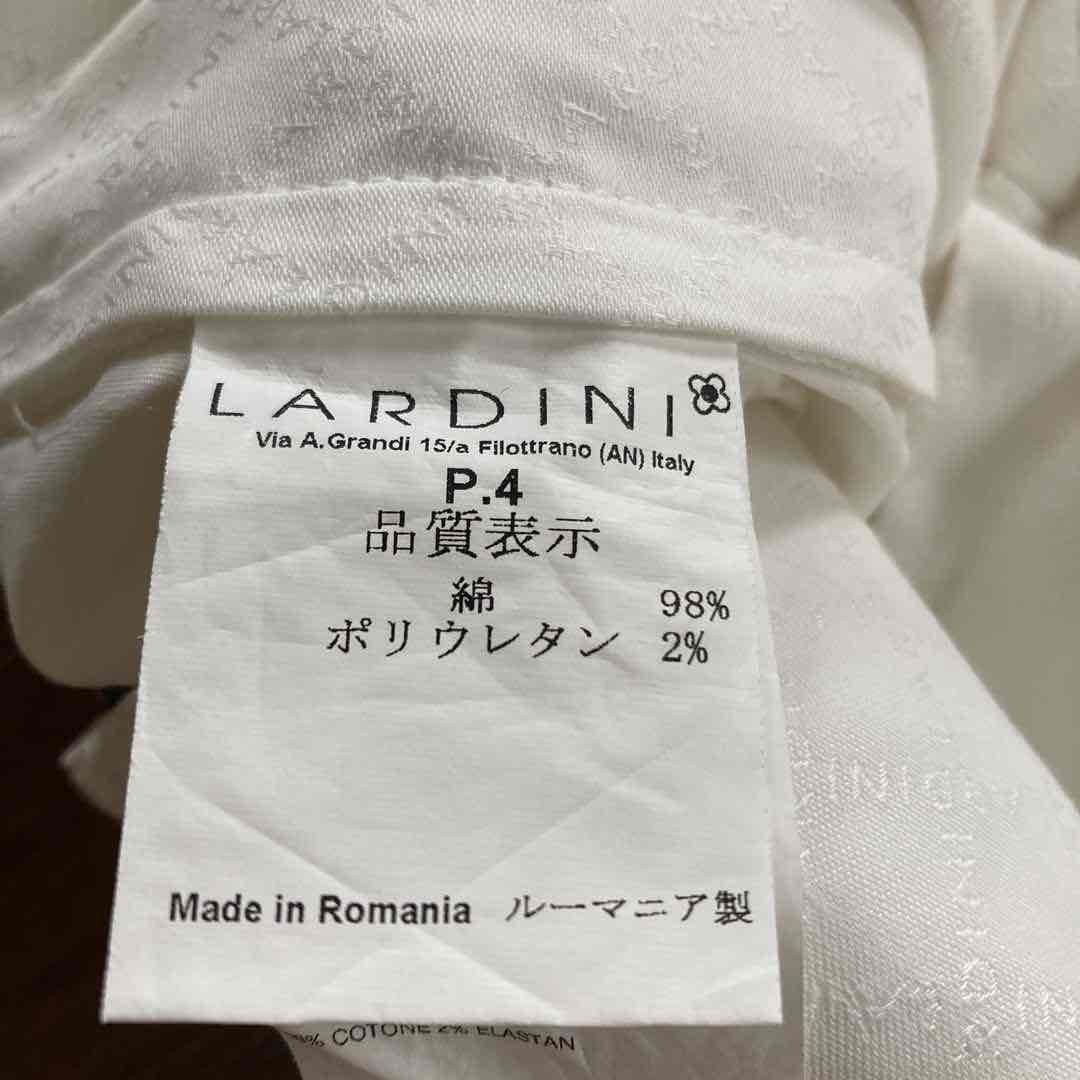 LARDINI
Via A. Grandi 15/a Filottrano (AN) Italy
P.4
品質表示
綿 98%
ポリウレタン 2%
Made in Romania ルーマニア製
% COTONE 2% ELASTAN